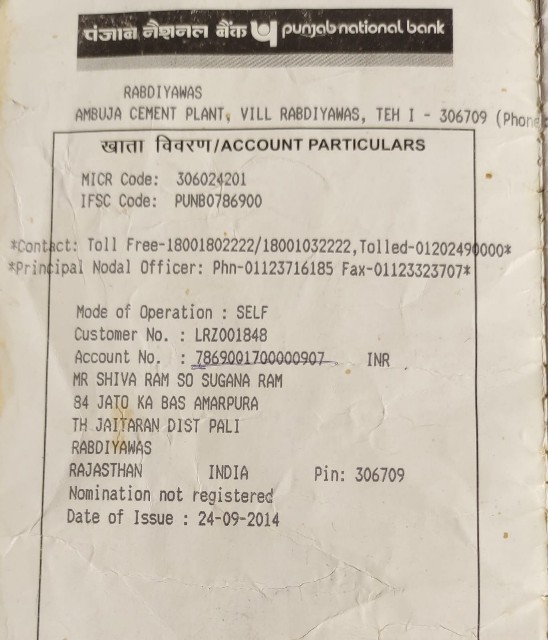 पंजाब नैशनल बैंक punjab national bank
RABDIYAWAS
AMBUJA CEMENT PLANT, VILL RABDIYAWAS, TEH I - 306709 (Phone
खाता विवरण/ACCOUNT PARTICULARS
MICR Code: 306024201
IFSC Code: PUNB0786900
*Contact: Toll Free-18001802222/18001032222,Tolled-01202490000*
*Principal Nodal Officer: Phn-01123716185 Fax-01123323707*
Mode of Operation : SELF
Customer No. : LRZ001848
Account No. : 7869001700000907 INR
MR SHIVA RAM SO SUGANA RAM
84 JATO KA BAS AMARPURA
TH JAITARAN DIST PALI
RABDIYAWAS
RAJASTHAN INDIA Pin: 306709
Nomination not registered
Date of Issue : 24-09-2014